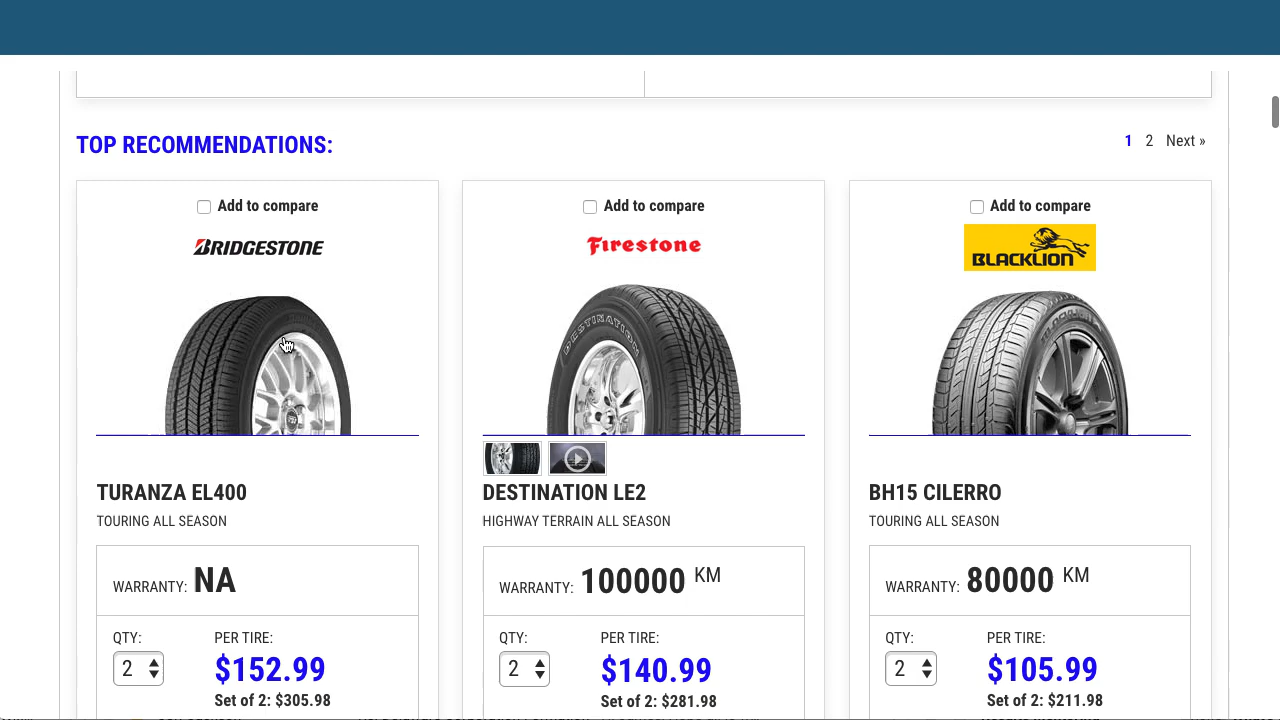 TOP RECOMMENDATIONS:
1 2 Next »
Add to compare
BRIDGESTONE
TURANZA EL400
TOURING ALL SEASON
WARRANTY: NA
QTY: PER TIRE:
2 $152.99
Set of 2: $305.98
Add to compare
Firestone
DESTINATION
DESTINATION LE2
HIGHWAY TERRAIN ALL SEASON
WARRANTY: 100000 KM
QTY: PER TIRE:
2 $140.99
Set of 2: $281.98
Add to compare
BLACKLION
BH15 CILERRO
TOURING ALL SEASON
WARRANTY: 80000 KM
QTY: PER TIRE:
2 $105.99
Set of 2: $211.98